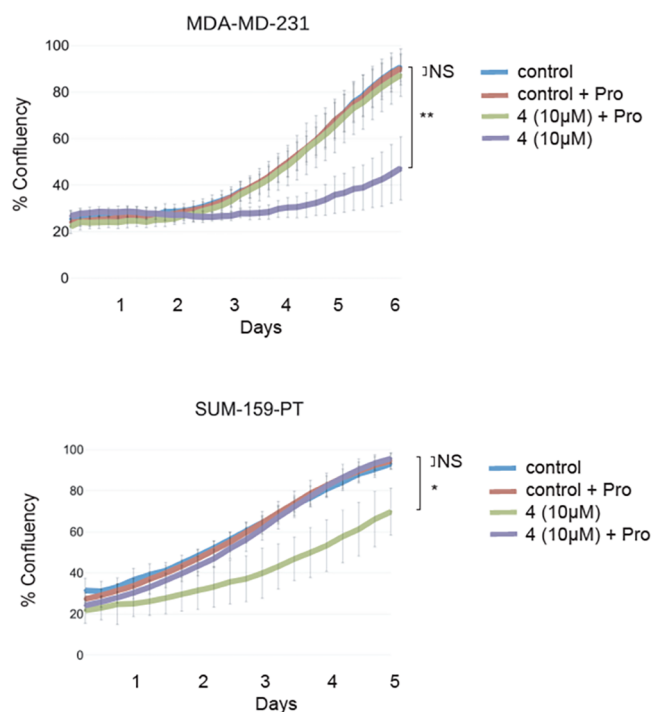 MDA-MD-231
100
80
60
40
20
0
% Confluency
1 2 3 4 5 6
Days
NS
**
control
control + Pro
4 (10µM) + Pro
4 (10µM)
SUM-159-PT
100
80
60
40
20
0
% Confluency
1 2 3 4 5
Days
NS
*
control
control + Pro
4 (10µM)
4 (10µM) + Pro